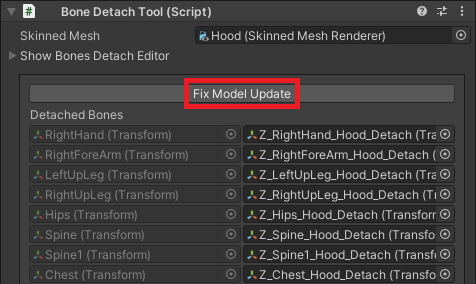 Bone Detach Tool (Script)
Skinned Mesh Hood (Skinned Mesh Renderer)
Show Bones Detach Editor
Fix Model Update
Detached Bones
RightHand (Transform) Z_RightHand_Hood_Detach (Tra
RightForeArm (Transform) Z_RightForeArm_Hood_Detach (
LeftUpLeg (Transform) Z_LeftUpLeg_Hood_Detach (Tran
RightUpLeg (Transform) Z_RightUpLeg_Hood_Detach (Tra
Hips (Transform) Z_Hips_Hood_Detach (Transform
Spine (Transform) Z_Spine_Hood_Detach (Transfor
Spine1 (Transform) Z_Spine1_Hood_Detach (Transfo
Chest (Transform) Z_Chest_Hood_Detach (Transfo